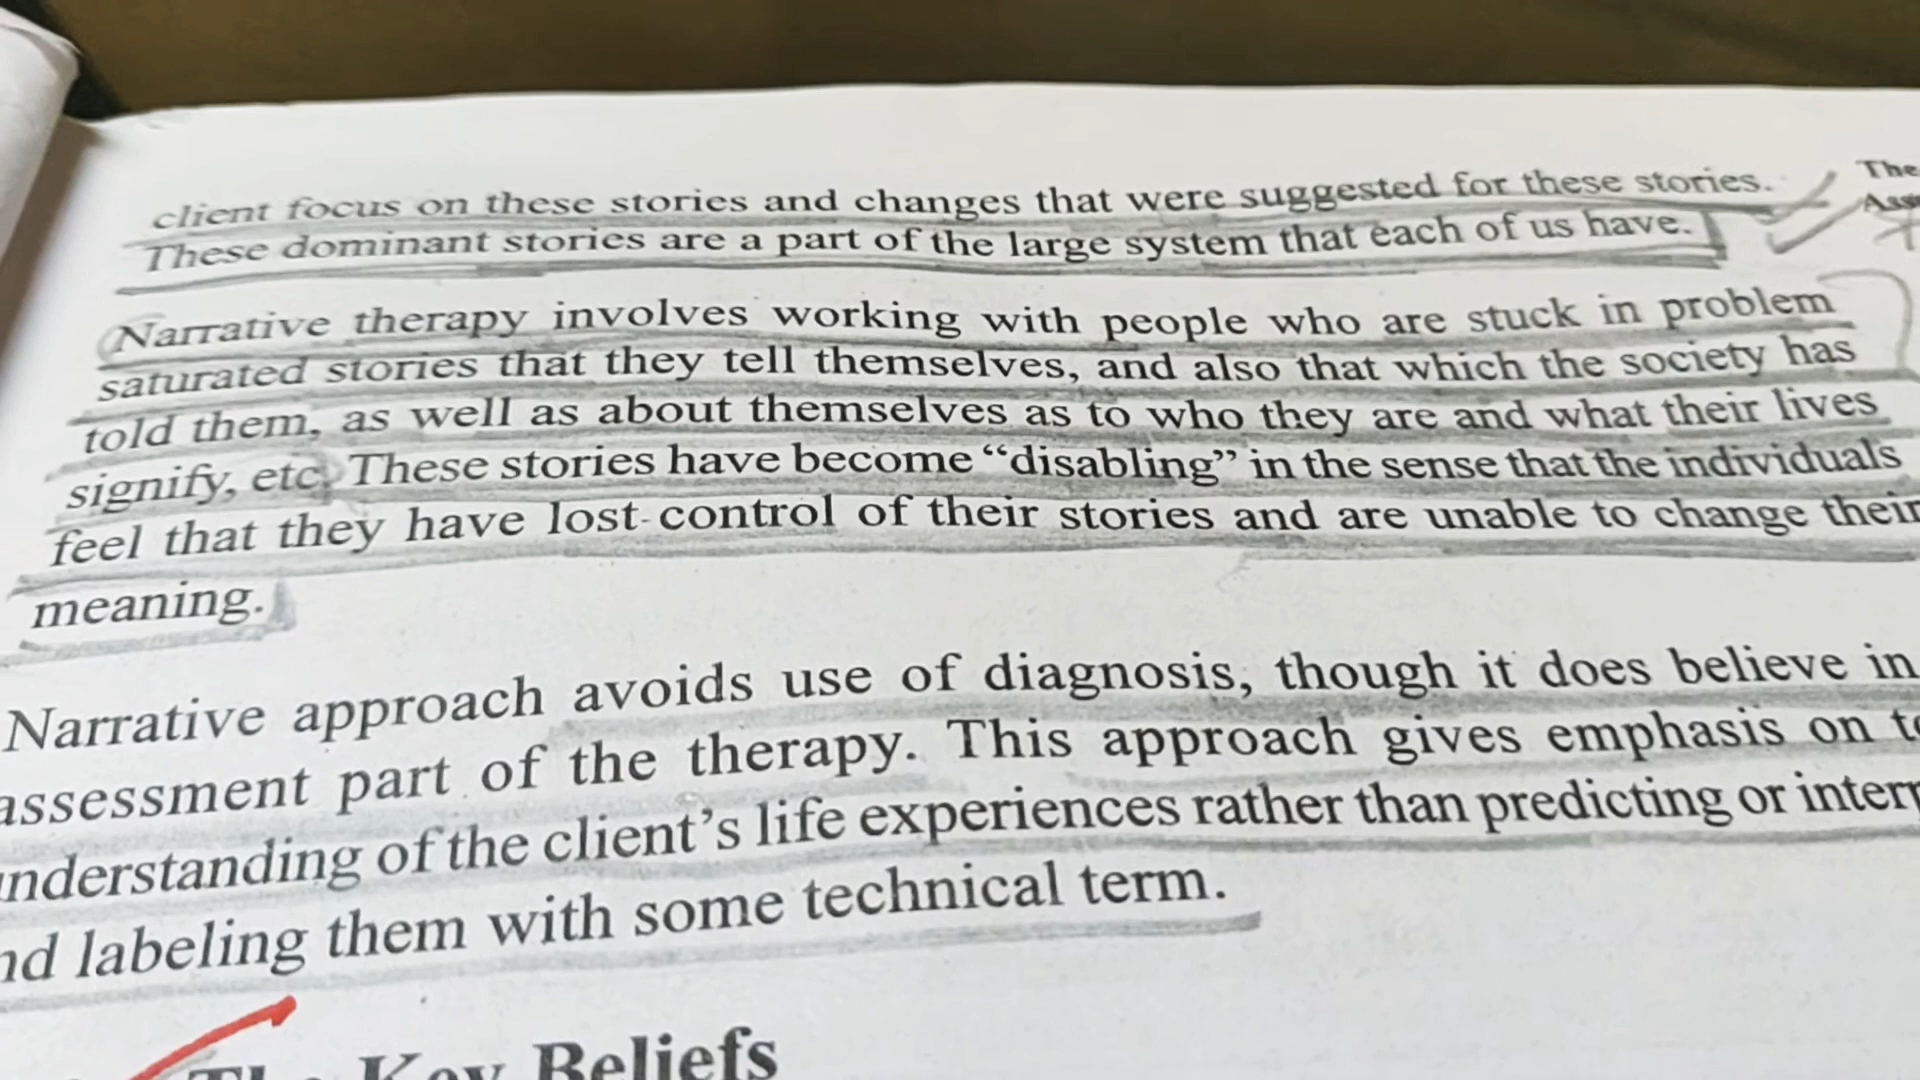 client focus on these stories and changes that were suggested for these stories.
These dominant stories are a part of the large system that each of us have.
The
Narrative therapy involves working with people who are stuck in problem
saturated stories that they tell themselves, and also that which the society has
told them, as well as about themselves as to who they are and what their lives
signify, etc. These stories have become “disabling” in the sense that the individuals
feel that they have lost control of their stories and are unable to change their
meaning.
Narrative approach avoids use of diagnosis, though it does believe in
assessment part of the therapy. This approach gives emphasis on
understanding of the client’s life experiences rather than predicting or
labeling them with some technical term.
The Key Beliefs